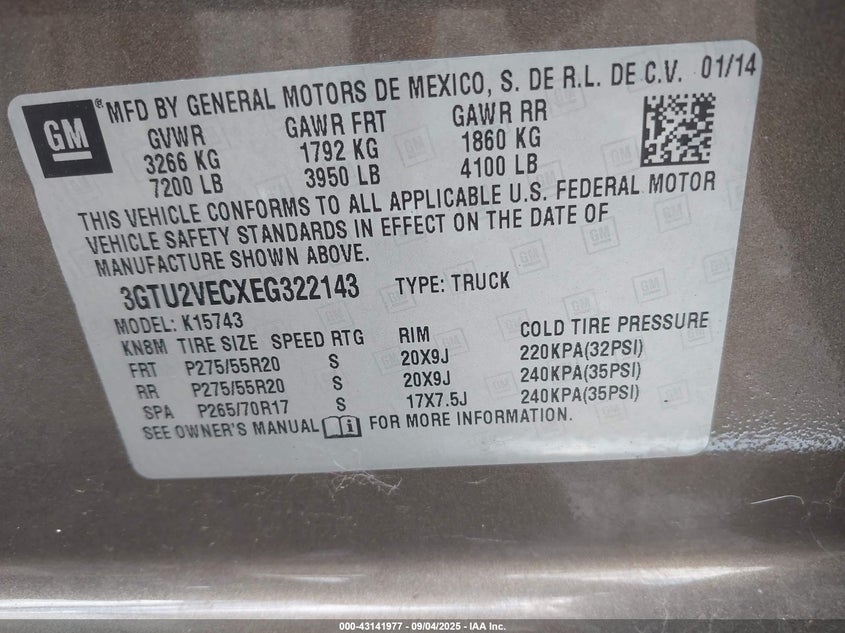 GM
® MFD BY GENERAL MOTORS DE MEXICO, S. DE R.L. DE C.V. 01/14
GVWR GAWR FRT GAWR RR
3266 KG 1792 KG 1860 KG
7200 LB 3950 LB 4100 LB
THIS VEHICLE CONFORMS TO ALL APPLICABLE U.S. FEDERAL MOTOR
VEHICLE SAFETY STANDARDS IN EFFECT ON THE DATE OF
MANUFACTURE SHOWN ABOVE.
3GTU2VECXEG322143 TYPE: TRUCK
MODEL: K15743
KN8M TIRE SIZE SPEED RTG RIM COLD TIRE PRESSURE
FRT P275/55R20 S 20X9J 220KPA(32PSI)
RR P275/55R20 S 20X9J 240KPA(35PSI)
SPA P265/70R17 S 17X7.5J 240KPA(35PSI)
SEE OWNER'S MANUAL FOR MORE INFORMATION.
000-43141977 - 09/04/2025 - IAA Inc.